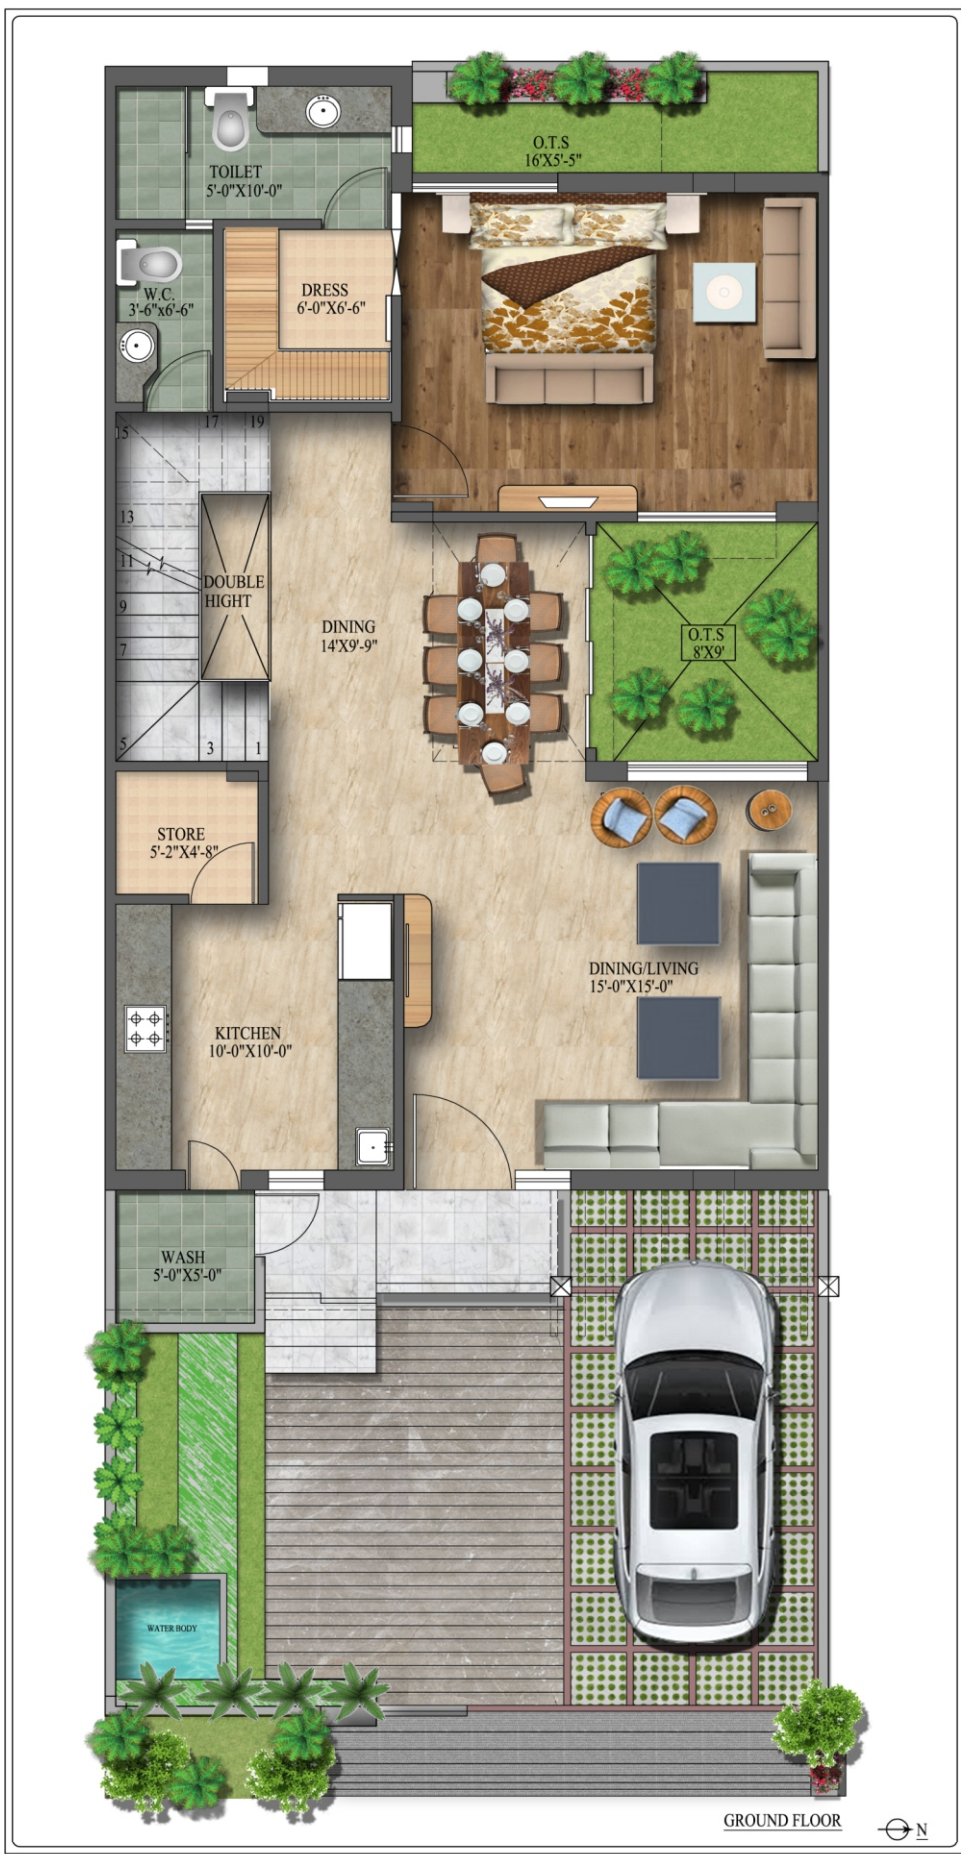 O.T.S
16'X5'-5"
TOILET
5'-0"X10'-0"
W.C.
3'-6"x6'-6"
DRESS
6'-0"X6'-6"
15
17
19
13
11
9
7
5
3
1
DOUBLE
HIGHT
DINING
14'X9'-9"
O.T.S
8'X9'
STORE
5'-2"X4'-8"
DINING/LIVING
15'-0"X15'-0"
KITCHEN
10'-0"X10'-0"
WASH
5'-0"X5'-0"
WATER BODY
GROUND FLOOR
N